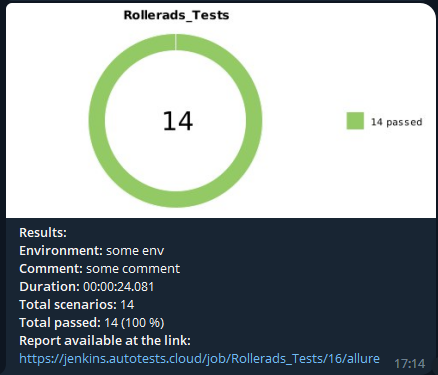 Rollerads_Tests
14
14 passed
Results:
Environment: some env
Comment: some comment
Duration: 00:00:24.081
Total scenarios: 14
Total passed: 14 (100 %)
Report available at the link:
https://jenkins.autotests.cloud/job/Rollerads_Tests/16/allure
17:14